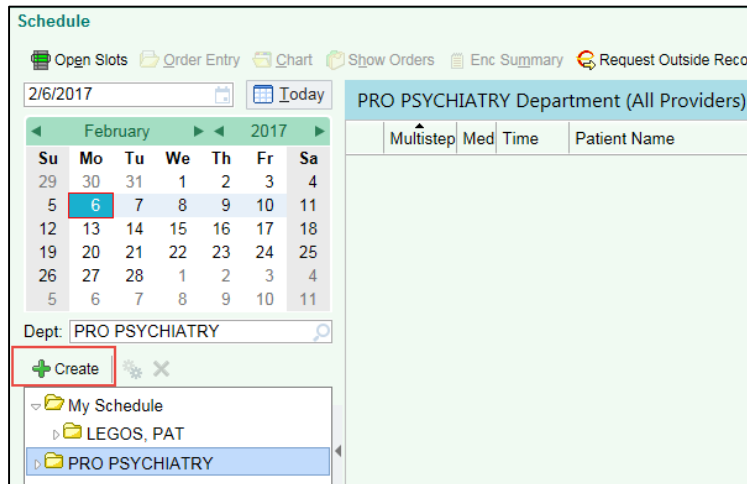 Schedule
Open Slots Order Entry Chart Show Orders Enc Summary Request Outside Reco
2/6/2017 Today
PRO PSYCHIATRY Department (All Providers)
February 2017
Multistep Med Time Patient Name
Su Mo Tu We Th Fr Sa
29 30 31 1 2 3 4
5 6 7 8 9 10 11
12 13 14 15 16 17 18
19 20 21 22 23 24 25
26 27 28 1 2 3 4
5 6 7 8 9 10 11
Dept: PRO PSYCHIATRY
Create
My Schedule
LEGOS, PAT
PRO PSYCHIATRY